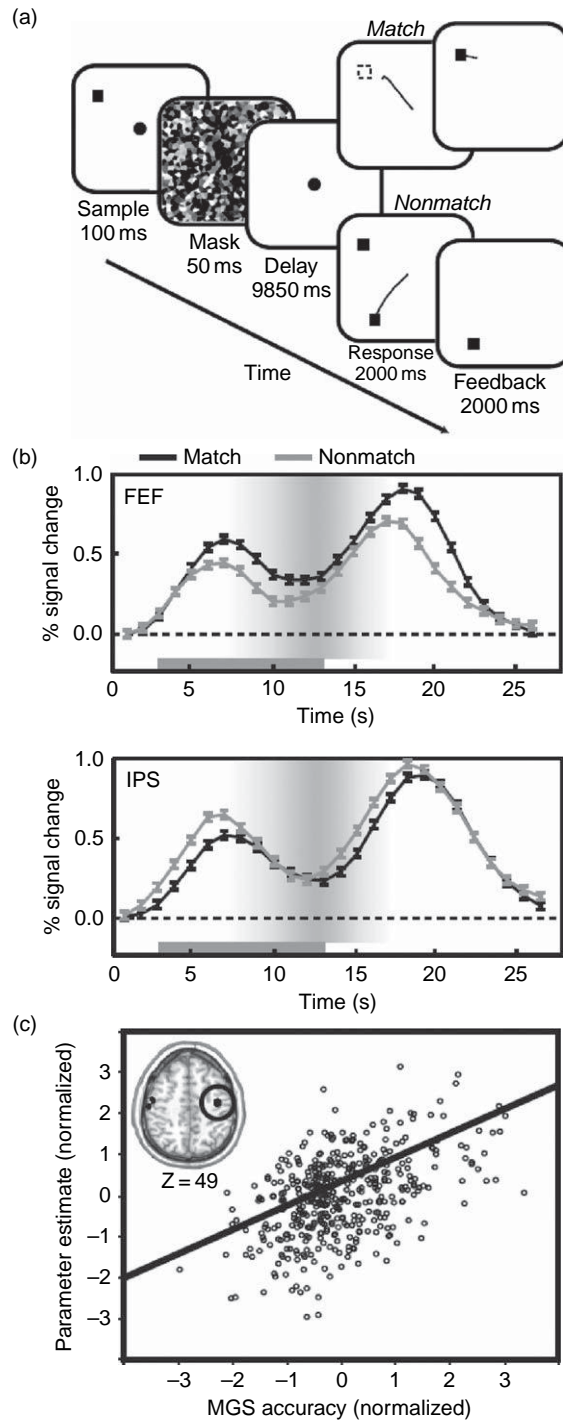 (a)
Match
Sample
100 ms
Mask
50 ms
Delay
9850 ms
Nonmatch
Response
2000 ms
Feedback
2000 ms
Time
(b)
Match Nonmatch
FEF
% signal change
1.0
0.5
0.0
0 5 10 15 20 25
Time (s)
IPS
% signal change
1.0
0.5
0.0
0 5 10 15 20 25
Time (s)
(c)
Parameter estimate (normalized)
3
2
1
0
–1
–2
–3
Z = 49
–3 –2 –1 0 1 2 3
MGS accuracy (normalized)